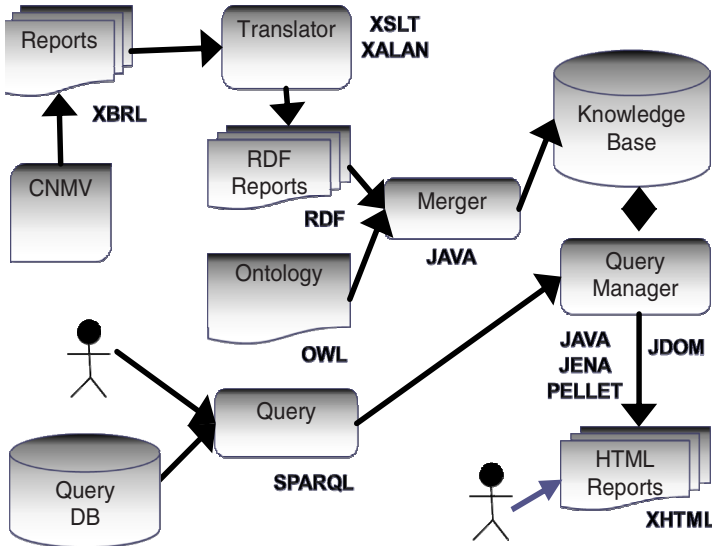 Reports
XBRL
CNMV
Translator
XSLT
XALAN
RDF
Reports
RDF
Ontology
OWL
Merger
JAVA
Knowledge
Base
Query
Manager
JAVA
JENA
PELLET
JDOM
Query
SPARQL
Query
DB
HTML
Reports
XHTML